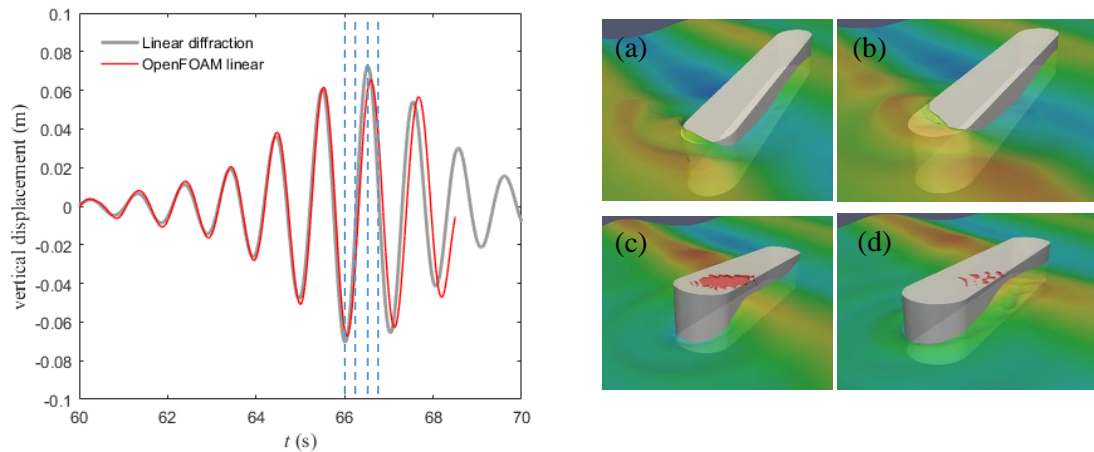 0.1
0.08
0.06
0.04
0.02
0
-0.02
-0.04
-0.06
-0.08
-0.1
vertical displacement (m)
Linear diffraction
OpenFOAM linear
60
62
64
66
68
70
t (s)
(a)
(b)
(c)
(d)